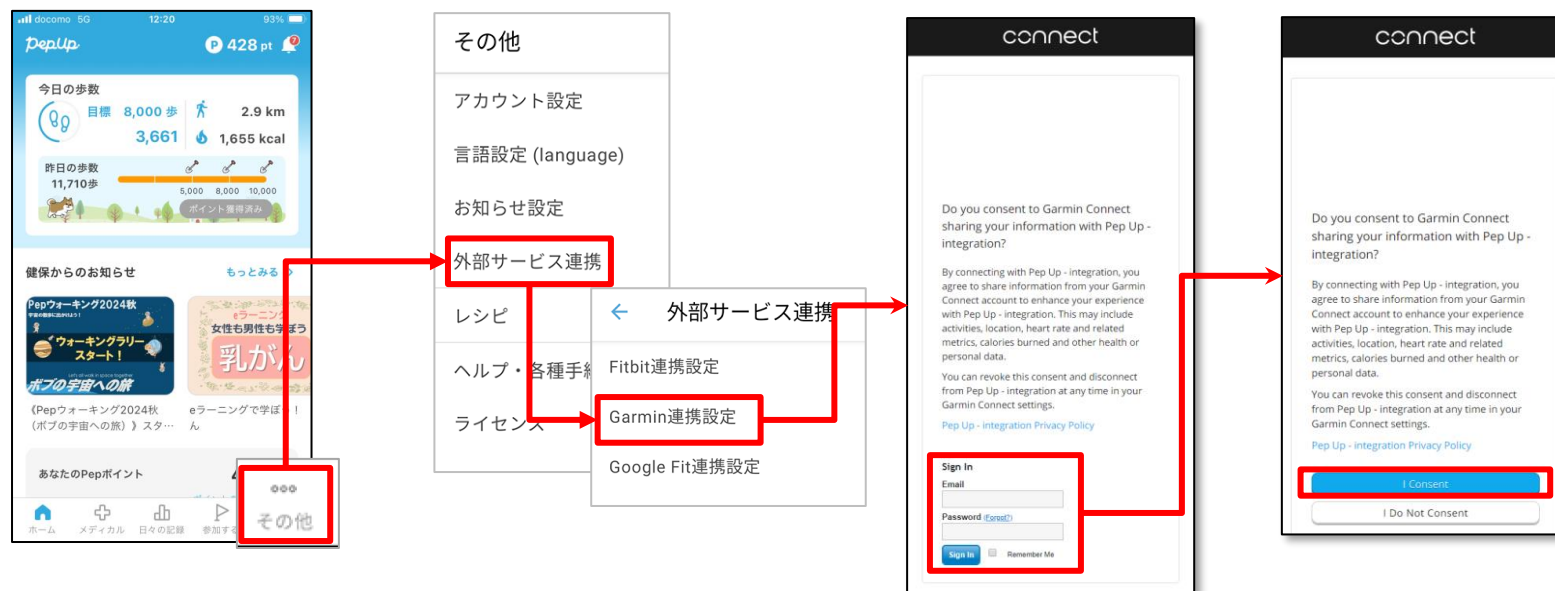 docomo 5G 12:20 93%
PepUp P 428 pt 2
今日の歩数
目標 8,000 歩 2.9 km
3,661 1,655 kcal
昨日の歩数
11,710歩
5,000 8,000 10,000
ポイント獲得済み
健保からのお知らせ もっとみる
Pepウォーキング2024秋
宇宙の散歩に出かけよう!
ウォーキングラリー
スタート!
Let's all walk in space together
ボブの宇宙への旅
eラーニング
女性も男性も学ぼう
乳がん
《Pepウォーキング2024秋
(ボブの宇宙への旅)》スタ…
eラーニングで学ぼう!
ん
あなたのPepポイント
ホーム メディカル 日々の記録 参加する
その他
その他
アカウント設定
言語設定 (language)
お知らせ設定
外部サービス連携
レシピ
ヘルプ・各種手続
ライセンス
← 外部サービス連携
Fitbit連携設定
Garmin連携設定
Google Fit連携設定
connect
Do you consent to Garmin Connect
sharing your information with Pep Up -
integration?
By connecting with Pep Up - integration, you
agree to share information from your Garmin
Connect account to enhance your experience
with Pep Up - integration. This may include
activities, location, heart rate and related
metrics, calories burned and other health or
personal data.
You can revoke this consent and disconnect
from Pep Up - integration at any time in your
Garmin Connect settings.
Pep Up - integration Privacy Policy
Sign In
Email
Password (Forgot?)
Sign In Remember Me
connect
Do you consent to Garmin Connect
sharing your information with Pep Up -
integration?
By connecting with Pep Up - integration, you
agree to share information from your Garmin
Connect account to enhance your experience
with Pep Up - integration. This may include
activities, location, heart rate and related
metrics, calories burned and other health or
personal data.
You can revoke this consent and disconnect
from Pep Up - integration at any time in your
Garmin Connect settings.
Pep Up - integration Privacy Policy
I Consent
I Do Not Consent